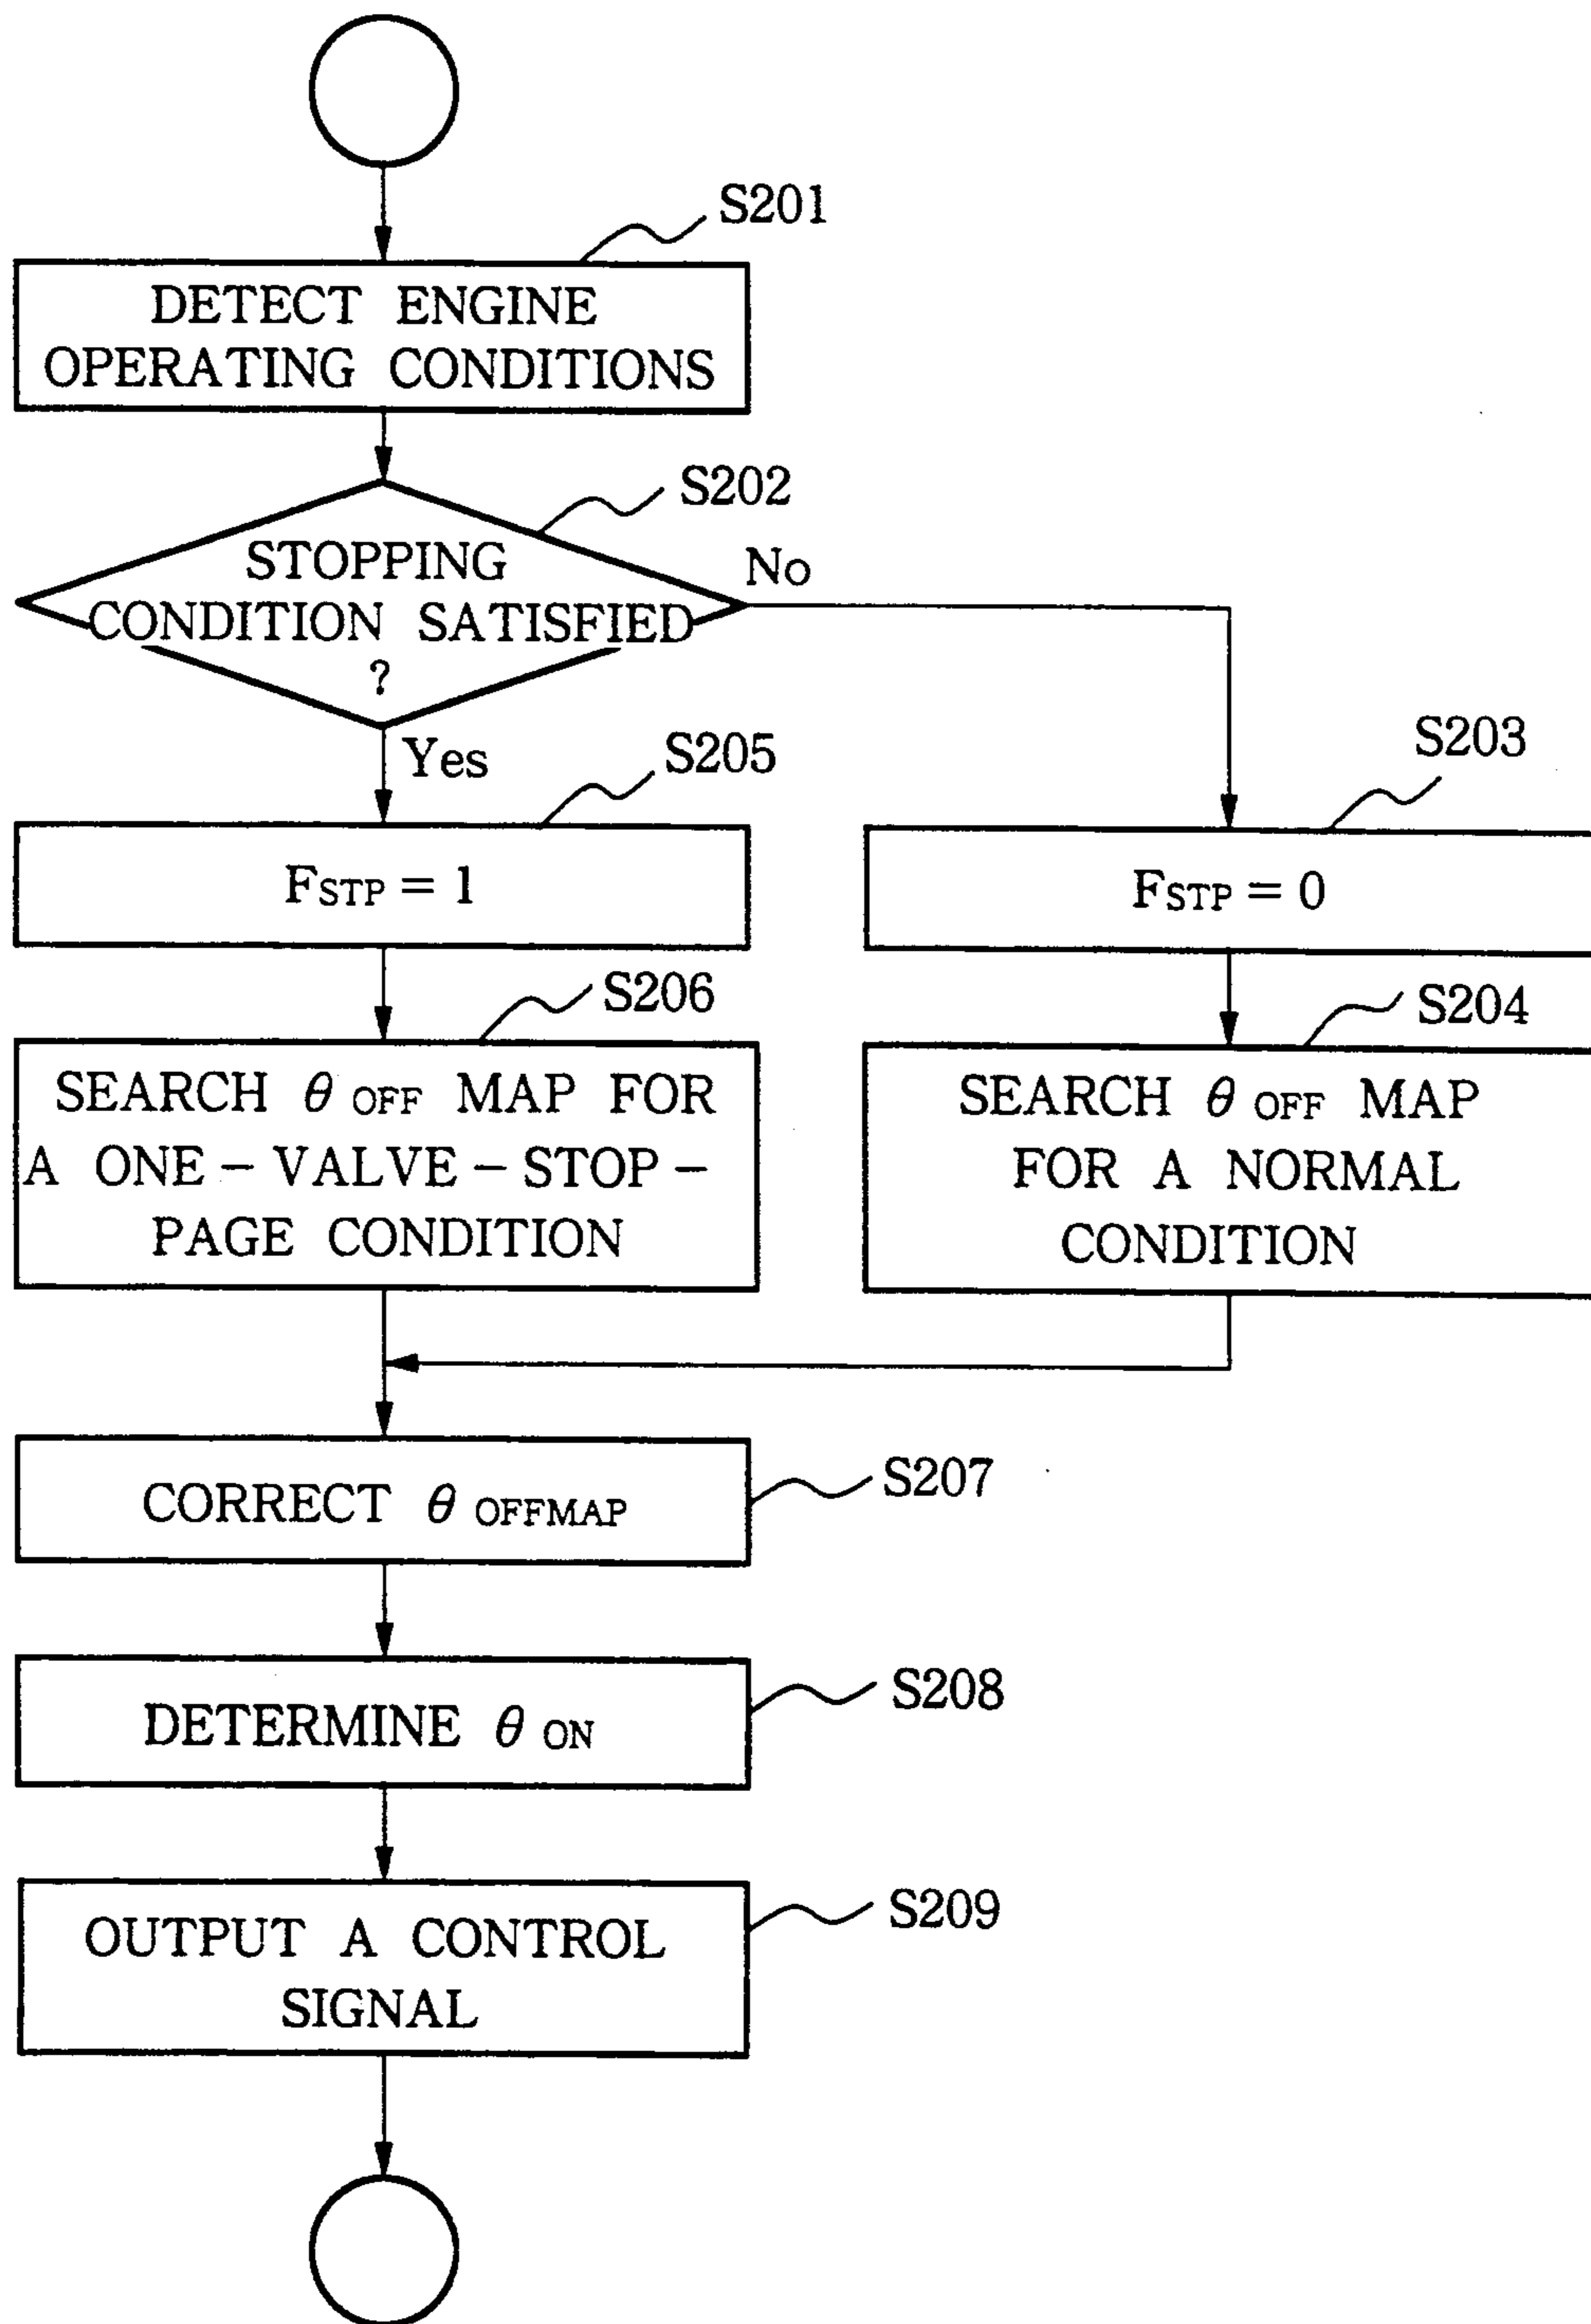 S201
DETECT ENGINE
OPERATING CONDITIONS
S202
STOPPING
CONDITION SATISFIED
?
No
Yes
S205
FSTP = 1
S203
FSTP = 0
S206
SEARCH θ OFF MAP FOR
A ONE – VALVE – STOP –
PAGE CONDITION
S204
SEARCH θ OFF MAP
FOR A NORMAL
CONDITION
S207
CORRECT θ OFFMAP
S208
DETERMINE θ ON
S209
OUTPUT A CONTROL
SIGNAL